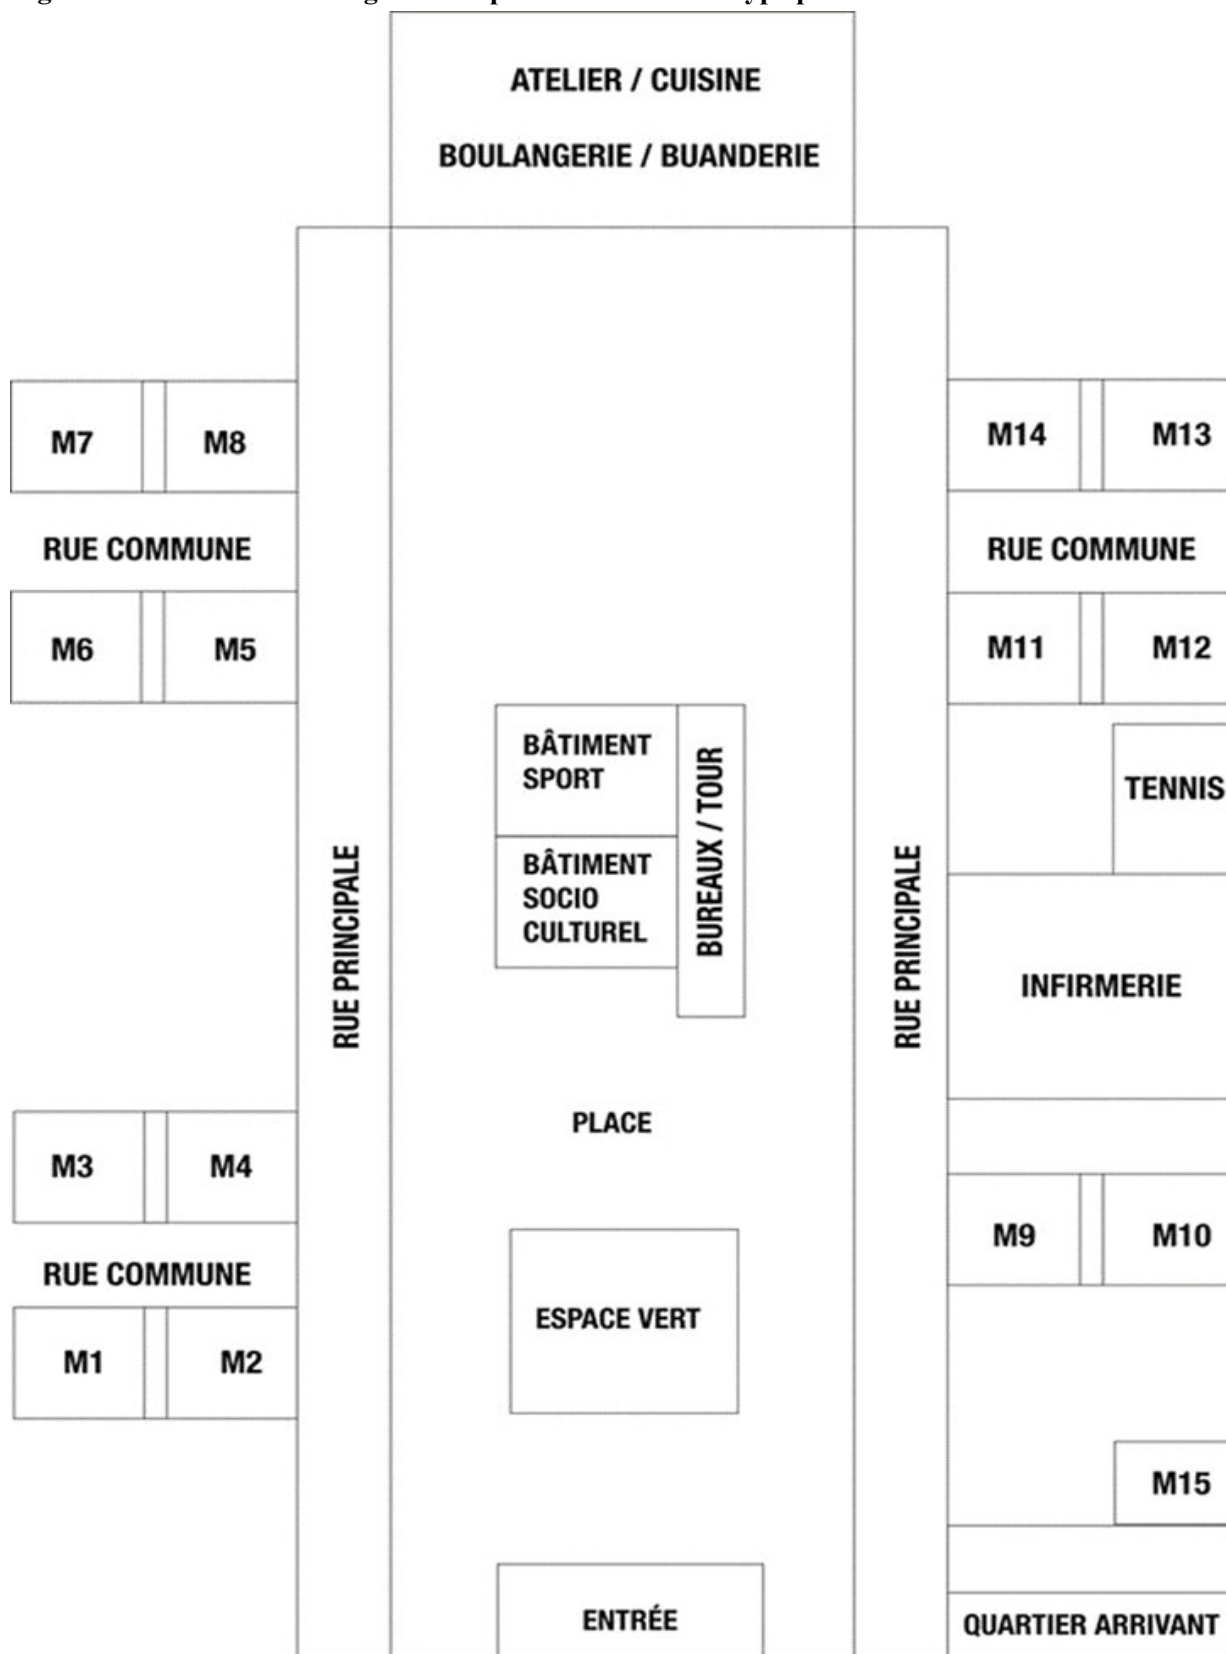 ATELIER / CUISINE
BOULANGERIE / BUANDERIE
M7
M8
M14
M13
RUE COMMUNE
RUE COMMUNE
M6
M5
M11
M12
BÂTIMENT
SPORT
BUREAUX / TOUR
TENNIS
BÂTIMENT
SOCIO
CULTUREL
RUE PRINCIPALE
RUE PRINCIPALE
INFIRMERIE
PLACE
M3
M4
M9
M10
RUE COMMUNE
ESPACE VERT
M1
M2
M15
ENTRÉE
QUARTIER ARRIVANT